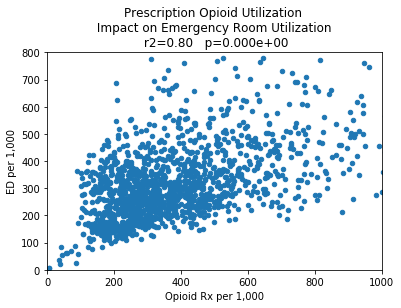 Prescription Opioid Utilization
Impact on Emergency Room Utilization
r2=0.80 p=0.000e+00
800
700
600
500
400
300
200
100
0
ED per 1,000
0 200 400 600 800 1000
Opioid Rx per 1,000